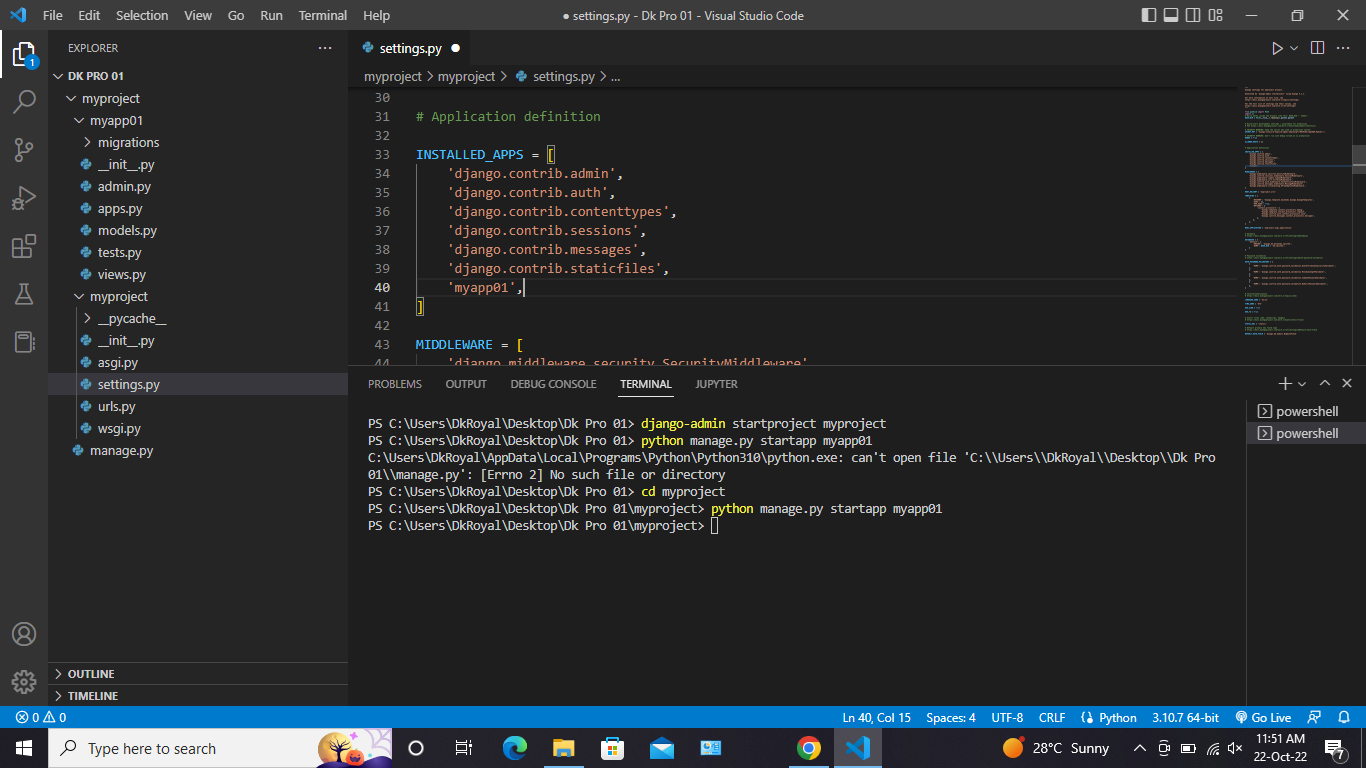 File Edit Selection View Go Run Terminal Help
● settings.py - Dk Pro 01 - Visual Studio Code
EXPLORER
1
DK PRO 01
myproject
myapp01
migrations
__init__.py
admin.py
apps.py
models.py
tests.py
views.py
myproject
__pycache__
__init__.py
asgi.py
settings.py
urls.py
wsgi.py
manage.py
OUTLINE
TIMELINE
settings.py ●
myproject > myproject > settings.py > ...
30
31 # Application definition
32
33 INSTALLED_APPS = [
34 'django.contrib.admin',
35 'django.contrib.auth',
36 'django.contrib.contenttypes',
37 'django.contrib.sessions',
38 'django.contrib.messages',
39 'django.contrib.staticfiles',
40 'myapp01',
41 ]
42
43 MIDDLEWARE = [
44 'django.middleware.security.SecurityMiddleware'
PROBLEMS OUTPUT DEBUG CONSOLE TERMINAL JUPYTER
PS C:\Users\DkRoyal\Desktop\Dk Pro 01> django-admin startproject myproject
PS C:\Users\DkRoyal\Desktop\Dk Pro 01> python manage.py startapp myapp01
C:\Users\DkRoyal\AppData\Local\Programs\Python\Python310\python.exe: can't open file 'C:\\Users\\DkRoyal\\Desktop\\Dk Pro
01\\manage.py': [Errno 2] No such file or directory
PS C:\Users\DkRoyal\Desktop\Dk Pro 01> cd myproject
PS C:\Users\DkRoyal\Desktop\Dk Pro 01\myproject> python manage.py startapp myapp01
PS C:\Users\DkRoyal\Desktop\Dk Pro 01\myproject>
powershell
powershell
0 0 Ln 40, Col 15 Spaces: 4 UTF-8 CRLF Python 3.10.7 64-bit Go Live
Type here to search
28°C Sunny
11:51 AM
22-Oct-22
7